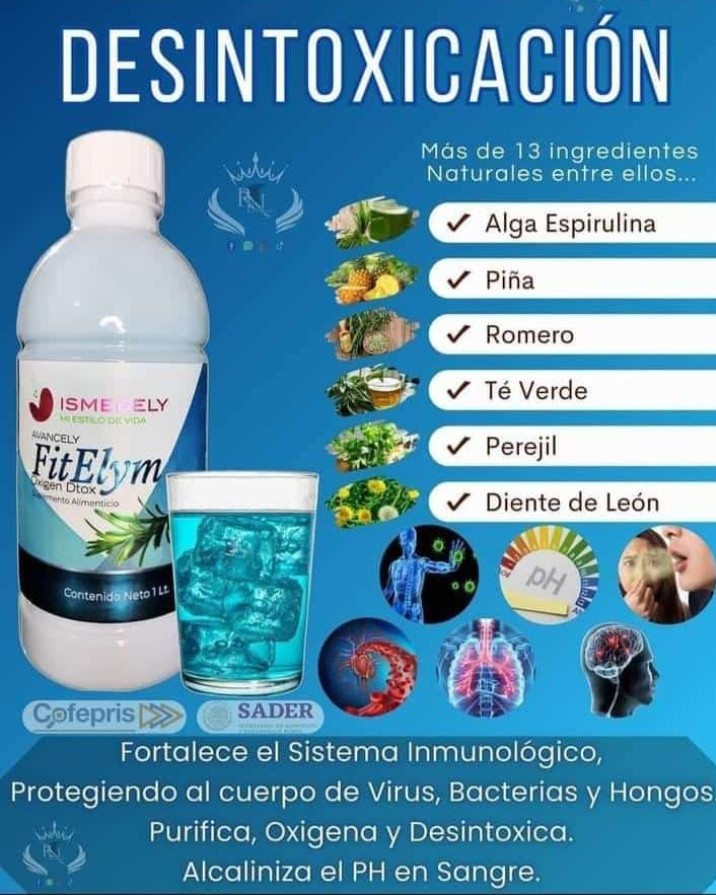 DESINTOXICACIÓN
Más de 13 ingredientes
Naturales entre ellos...
✓ Alga Espirulina
✓ Piña
✓ Romero
✓ Té Verde
✓ Perejil
✓ Diente de León
ISME ELY
MI ESTILO DE VIDA
AVANCELY
FitElym
Oxigen Dtox
Suplemento Alimenticio
Contenido Neto 1 Lt.
pH
Cofepris
SADER
Fortalece el Sistema Inmunológico,
Protegiendo al cuerpo de Virus, Bacterias y Hongos
Purifica, Oxigena y Desintoxica.
Alcaliniza el PH en Sangre.